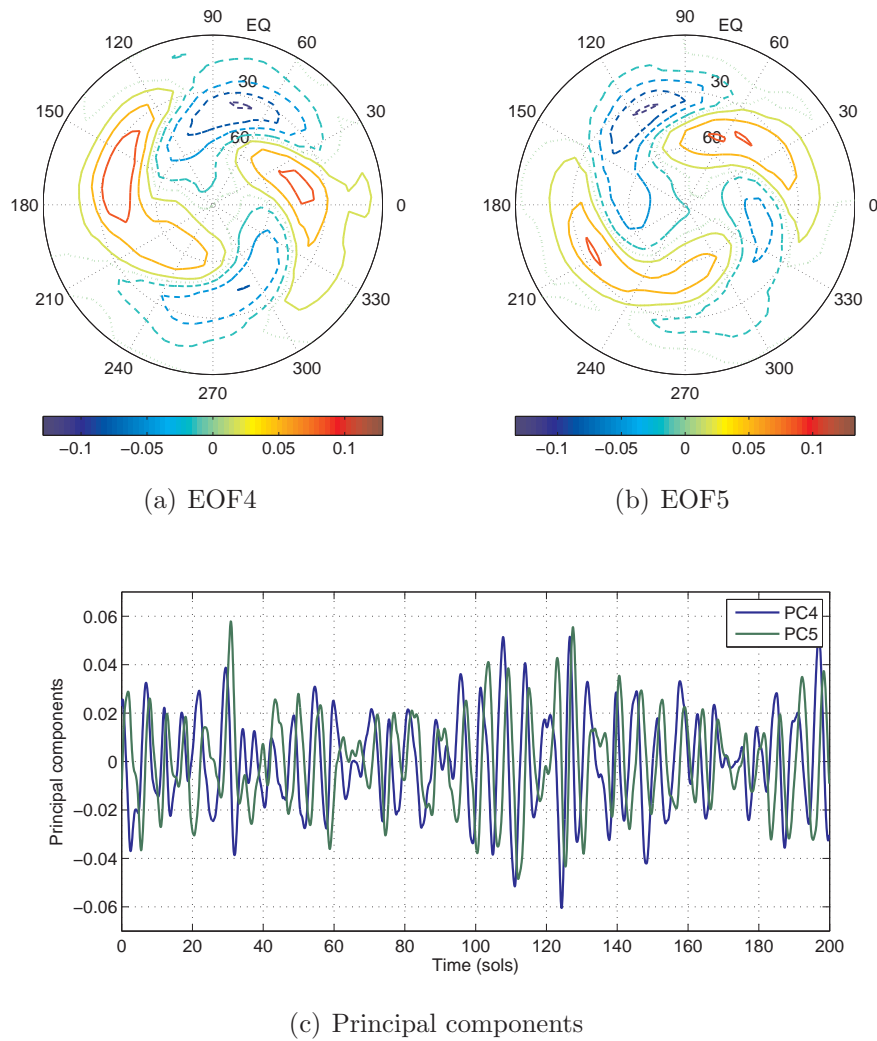 90 EQ
120 60
150 30 30
60
180 0
210 330
240 300
270
−0.1 −0.05 0 0.05 0.1
(a) EOF4
90 EQ
120 60
150 30 30
60
180 0
210 330
240 300
270
−0.1 −0.05 0 0.05 0.1
(b) EOF5
0.06
0.04
0.02
0
−0.02
−0.04
−0.06
Principal components
PC4
PC5
0 20 40 60 80 100 120 140 160 180 200
Time (sols)
(c) Principal components